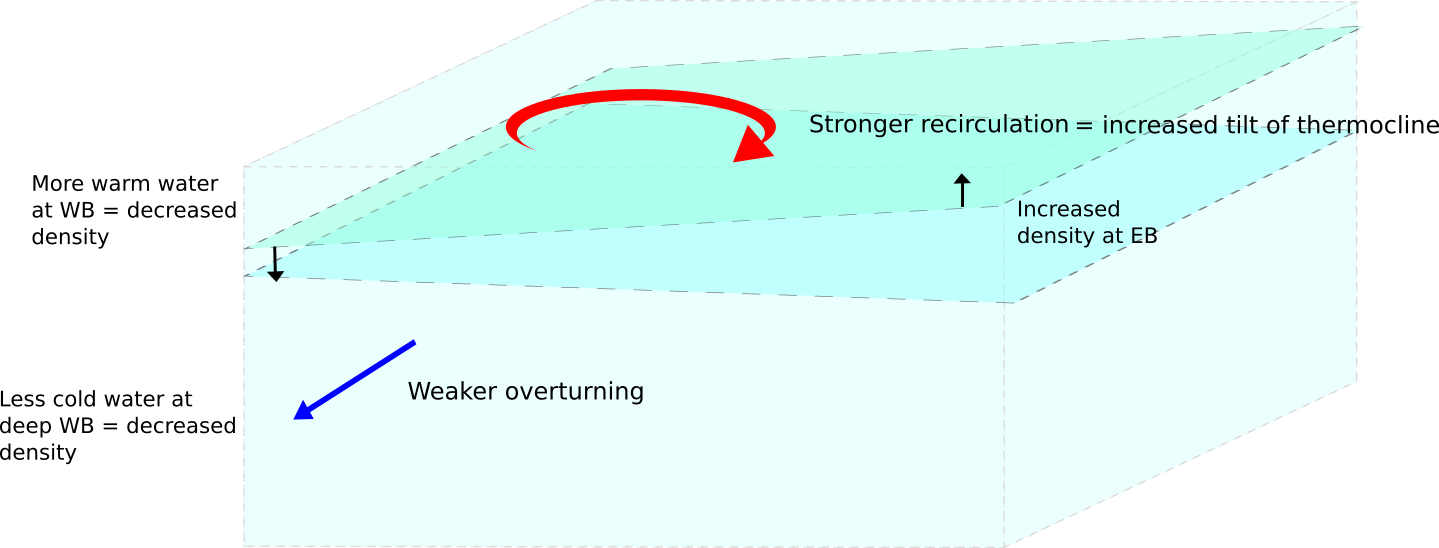 Stronger recirculation = increased tilt of thermocline
More warm water
at WB = decreased
density
Increased
density at EB
Weaker overturning
Less cold water at
deep WB = decreased
density